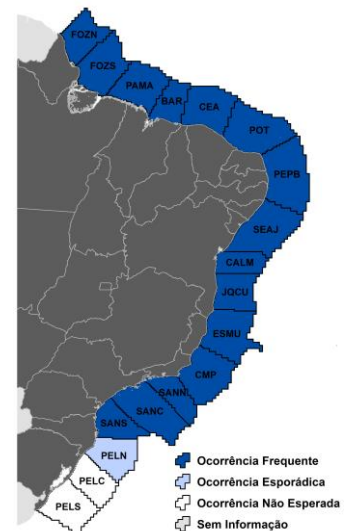 FOZN
FOZS
PAMA
BAR
CEA
POT
PEPB
SEAJ
CALM
JQCU
ESMU
CMP
SANN
SANC
SANS
PELN
PELC
PELS
Ocorrência Frequente
Ocorrência Esporádica
Ocorrência Não Esperada
Sem Informação